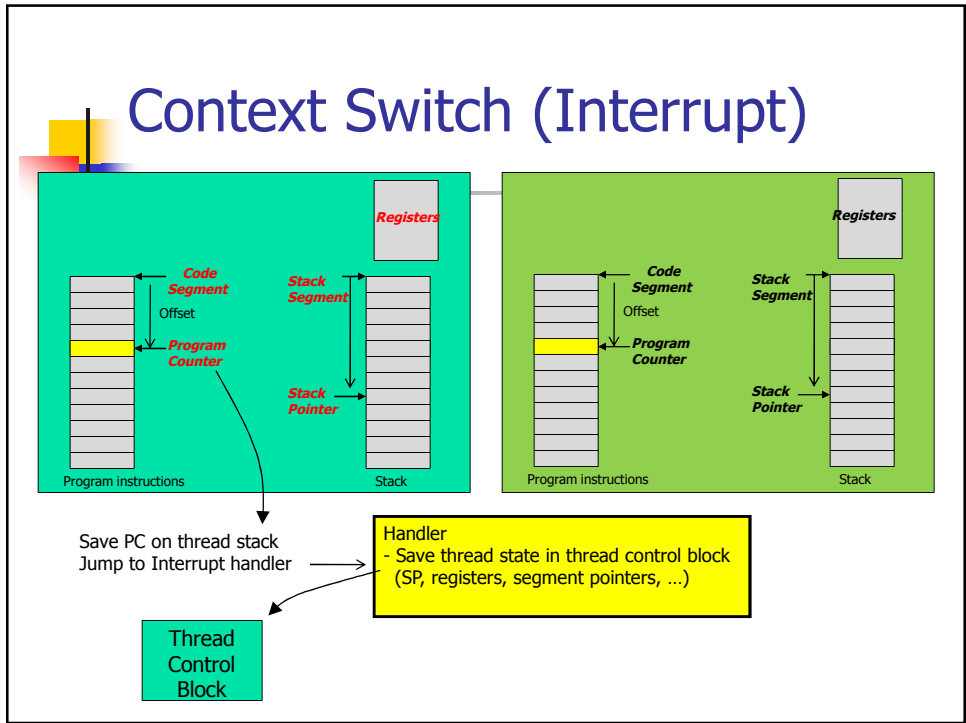 Context Switch (Interrupt)
Registers
Code
Segment
Offset
Program
Counter
Stack
Segment
Stack
Pointer
Program instructions
Stack
Registers
Code
Segment
Offset
Program
Counter
Stack
Segment
Stack
Pointer
Program instructions
Stack
Save PC on thread stack
Jump to Interrupt handler
Handler
- Save thread state in thread control block
(SP, registers, segment pointers, …)
Thread
Control
Block